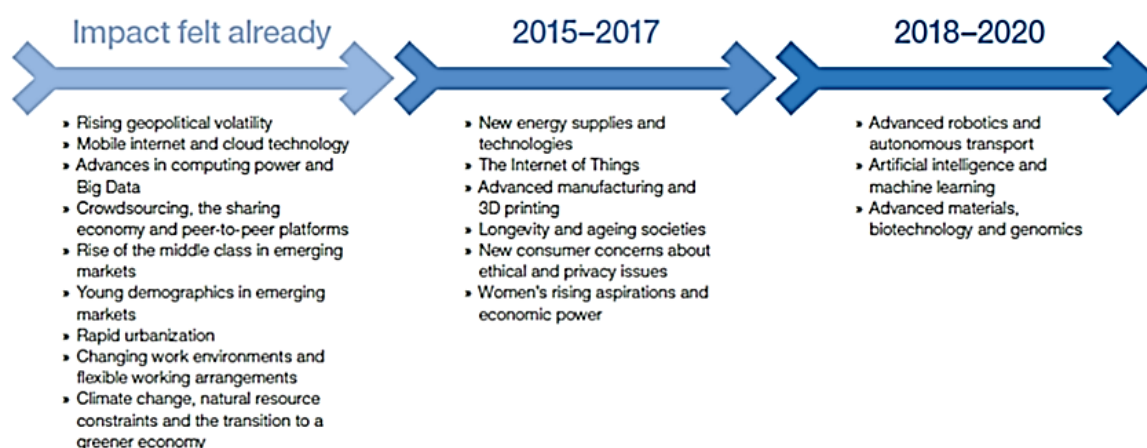 Impact felt already
» Rising geopolitical volatility
» Mobile internet and cloud technology
» Advances in computing power and
Big Data
» Crowdsourcing, the sharing
economy and peer-to-peer platforms
» Rise of the middle class in emerging
markets
» Young demographics in emerging
markets
» Rapid urbanization
» Changing work environments and
flexible working arrangements
» Climate change, natural resource
constraints and the transition to a
greener economy
2015–2017
» New energy supplies and
technologies
» The Internet of Things
» Advanced manufacturing and
3D printing
» Longevity and ageing societies
» New consumer concerns about
ethical and privacy issues
» Women's rising aspirations and
economic power
2018–2020
» Advanced robotics and
autonomous transport
» Artificial intelligence and
machine learning
» Advanced materials,
biotechnology and genomics